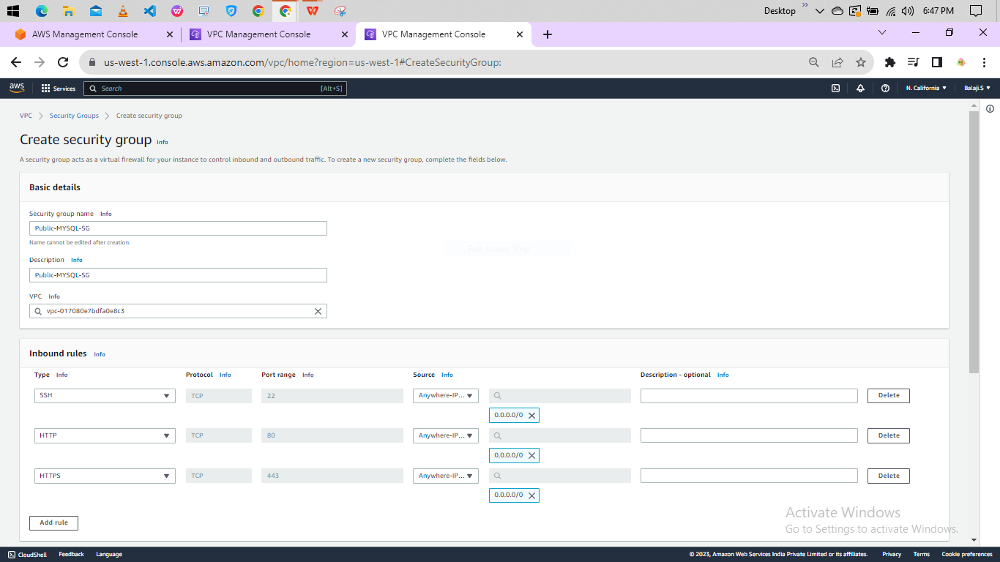 Desktop
6:47 PM
AWS Management Console
VPC Management Console
VPC Management Console
us-west-1.console.aws.amazon.com/vpc/home?region=us-west-1#CreateSecurityGroup:
aws
Services
Search
[Alt+S]
N. California
Balaji.S
VPC
Security Groups
Create security group
Create security group Info
A security group acts as a virtual firewall for your instance to control inbound and outbound traffic. To create a new security group, complete the fields below.
Basic details
Security group name Info
Public-MYSQL-SG
Name cannot be edited after creation.
Full-screen Snip
Description Info
Public-MYSQL-SG
VPC Info
vpc-017080e7bdfa0e8c3
Inbound rules Info
Type Info Protocol Info Port range Info Source Info Description - optional Info
SSH TCP 22 Anywhere-IP... Delete
0.0.0.0/0
HTTP TCP 80 Anywhere-IP... Delete
0.0.0.0/0
HTTPS TCP 443 Anywhere-IP... Delete
0.0.0.0/0
Add rule
Activate Windows
Go to Settings to activate Windows.
CloudShell Feedback Language © 2023, Amazon Web Services India Private Limited or its affiliates. Privacy Terms Cookie preferences